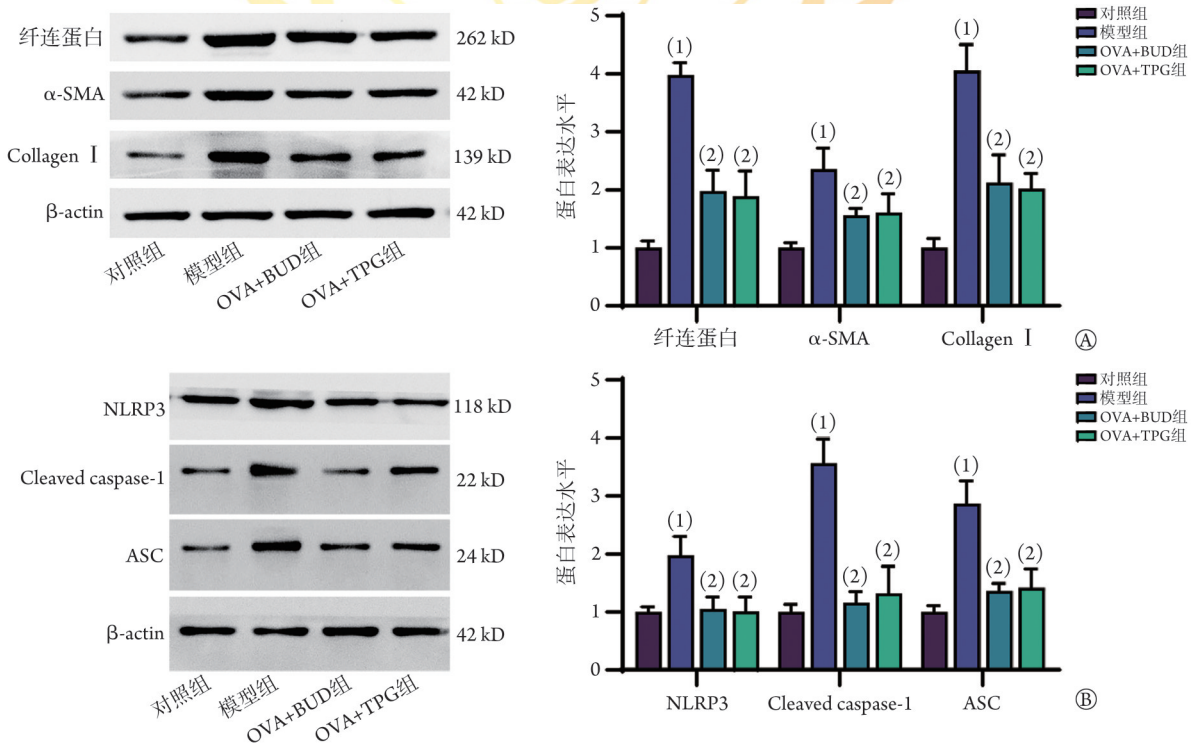 纤连蛋白
262 kD
α-SMA
42 kD
Collagen Ⅰ
139 kD
β-actin
42 kD
对照组
模型组
OVA+BUD组
OVA+TPG组
蛋白表达水平
5
4
3
2
1
0
(1)
(2)
(2)
(1)
(2)
(2)
(1)
(2)
(2)
纤连蛋白
α-SMA
Collagen Ⅰ
对照组
模型组
OVA+BUD组
OVA+TPG组
Ⓐ
NLRP3
118 kD
Cleaved caspase-1
22 kD
ASC
24 kD
β-actin
42 kD
对照组
模型组
OVA+BUD组
OVA+TPG组
蛋白表达水平
5
4
3
2
1
0
(1)
(2)
(2)
(1)
(2)
(2)
(1)
(2)
(2)
NLRP3
Cleaved caspase-1
ASC
对照组
模型组
OVA+BUD组
OVA+TPG组
Ⓑ